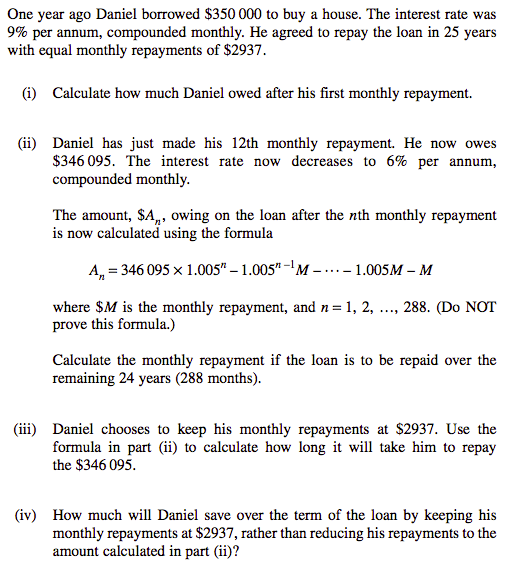 One year ago Daniel borrowed $350 000 to buy a house. The interest rate was
9% per annum, compounded monthly. He agreed to repay the loan in 25 years
with equal monthly repayments of $2937.
(i) Calculate how much Daniel owed after his first monthly repayment.
(ii) Daniel has just made his 12th monthly repayment. He now owes
$346 095. The interest rate now decreases to 6% per annum,
compounded monthly.
The amount, $Aₙ, owing on the loan after the nth monthly repayment
is now calculated using the formula
Aₙ = 346 095 × 1.005ⁿ – 1.005ⁿ⁻¹M – ··· – 1.005M – M
where $M is the monthly repayment, and n = 1, 2, …, 288. (Do NOT
prove this formula.)
Calculate the monthly repayment if the loan is to be repaid over the
remaining 24 years (288 months).
(iii) Daniel chooses to keep his monthly repayments at $2937. Use the
formula in part (ii) to calculate how long it will take him to repay
the $346 095.
(iv) How much will Daniel save over the term of the loan by keeping his
monthly repayments at $2937, rather than reducing his repayments to the
amount calculated in part (ii)?